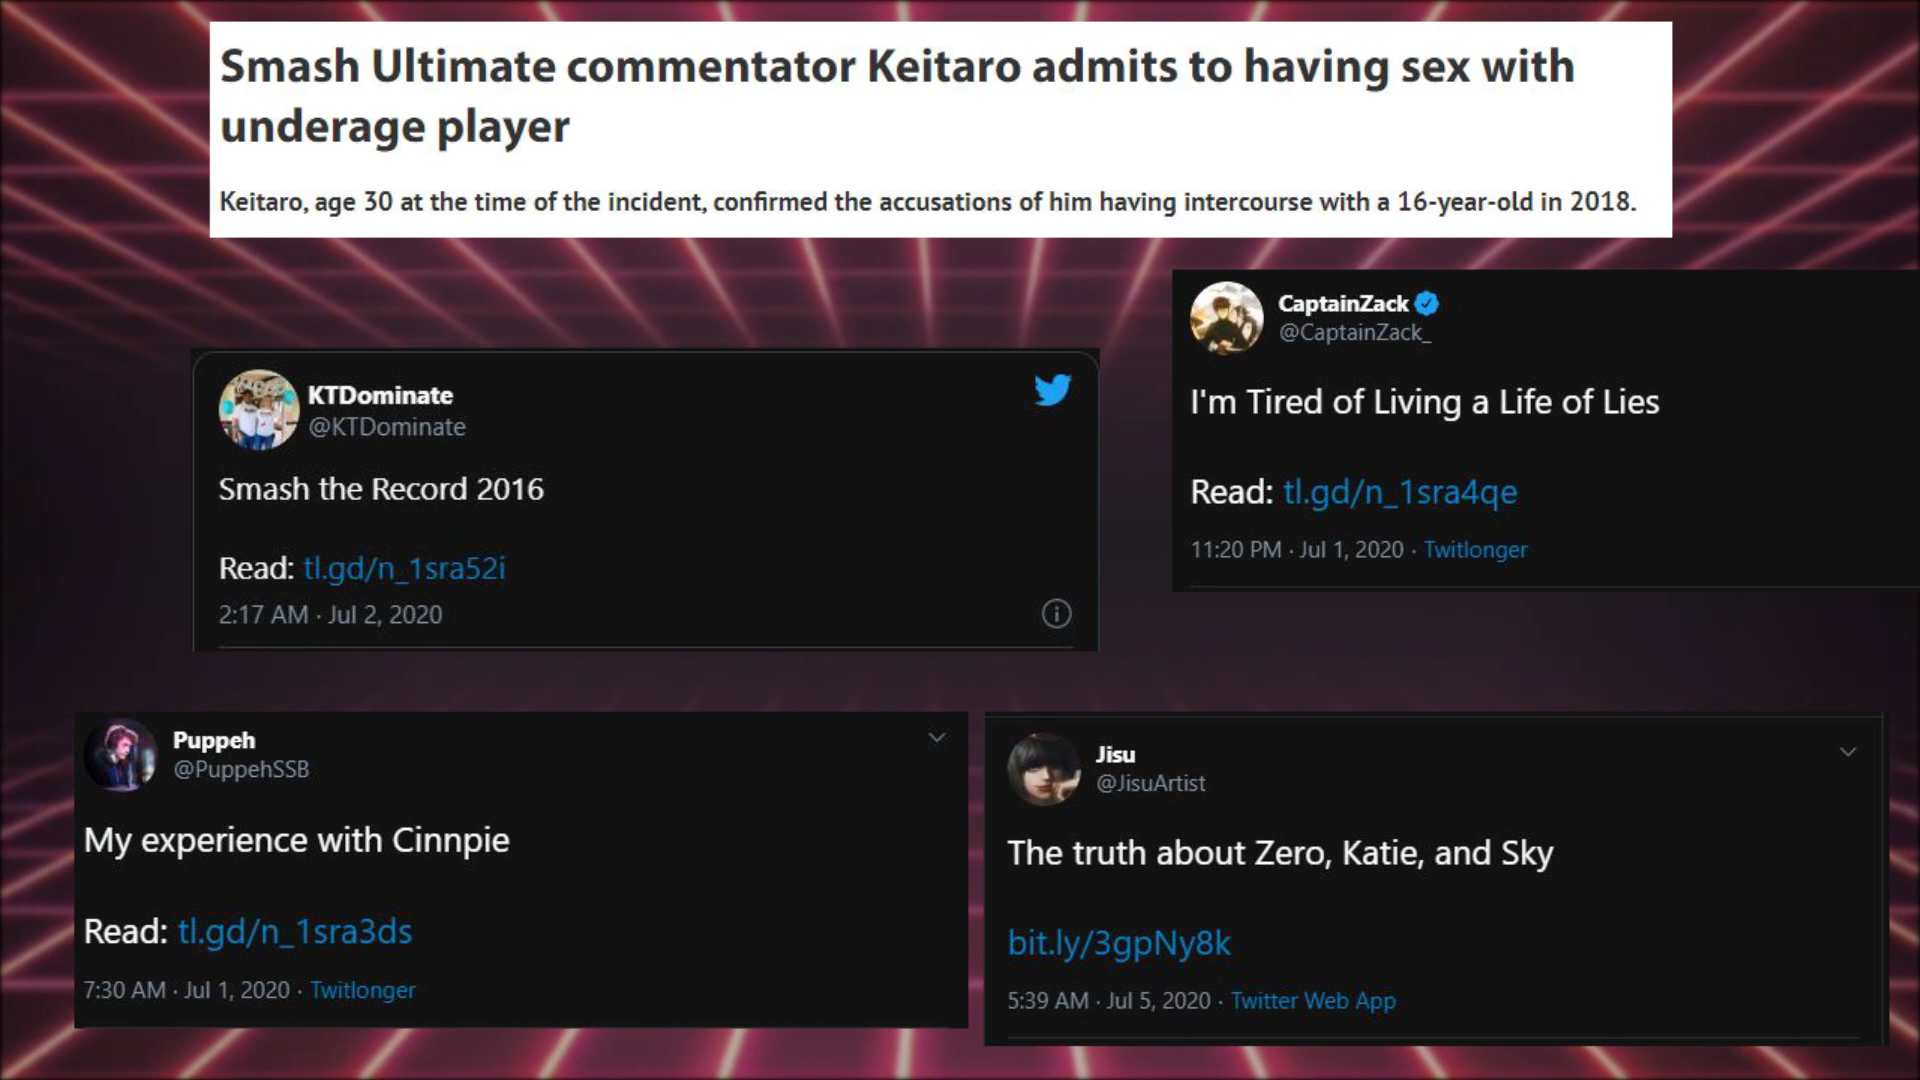 Smash Ultimate commentator Keitaro admits to having sex with
underage player
Keitaro, age 30 at the time of the incident, confirmed the accusations of him having intercourse with a 16-year-old in 2018.
CaptainZack
@CaptainZack_
I'm Tired of Living a Life of Lies
Read: tl.gd/n_1sra4qe
11:20 PM · Jul 1, 2020 · Twitlonger
KTDominate
@KTDominate
Smash the Record 2016
Read: tl.gd/n_1sra52i
2:17 AM · Jul 2, 2020
Puppeh
@PuppehSSB
My experience with Cinnpie
Read: tl.gd/n_1sra3ds
7:30 AM · Jul 1, 2020 · Twitlonger
Jisu
@JisuArtist
The truth about Zero, Katie, and Sky
bit.ly/3gpNy8k
5:39 AM · Jul 5, 2020 · Twitter Web App